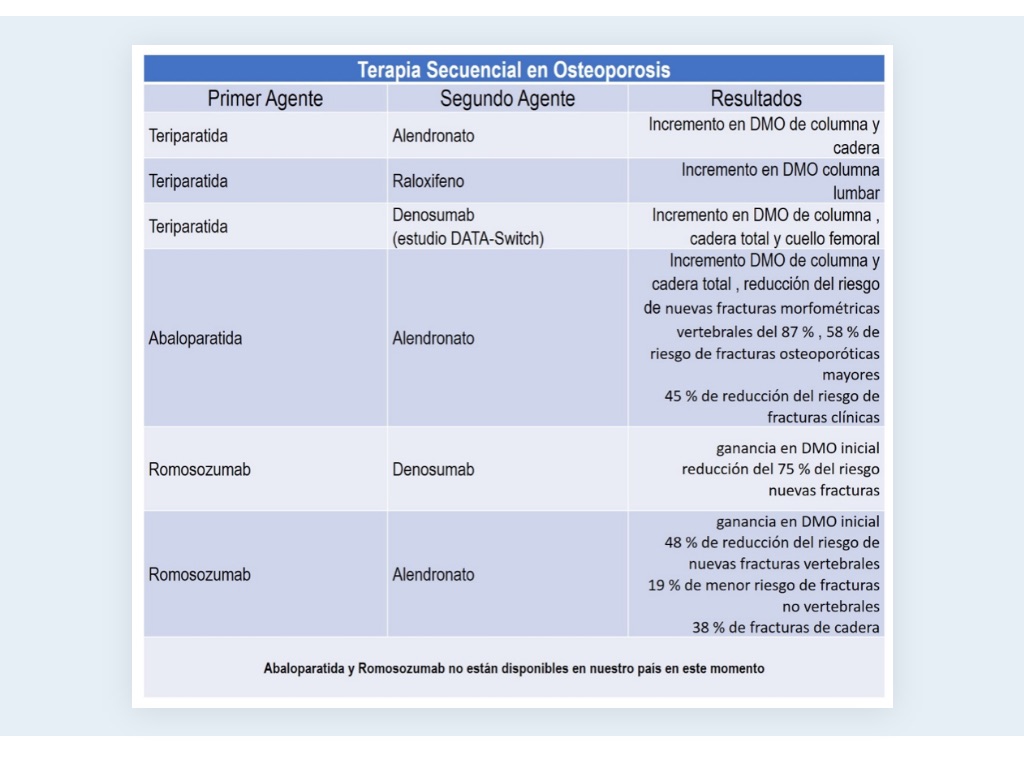 Terapia Secuencial en Osteoporosis
Primer Agente Segundo Agente Resultados
Teriparatida Alendronato Incremento en DMO de columna y
cadera
Teriparatida Raloxifeno Incremento en DMO columna
lumbar
Teriparatida Denosumab
(estudio DATA-Switch) Incremento en DMO de columna ,
cadera total y cuello femoral
Abaloparatida Alendronato Incremento DMO de columna y
cadera total , reducción del riesgo
de nuevas fracturas morfométricas
vertebrales del 87 % , 58 % de
riesgo de fracturas osteoporóticas
mayores
45 % de reducción del riesgo de
fracturas clínicas
Romosozumab Denosumab ganancia en DMO inicial
reducción del 75 % del riesgo
nuevas fracturas
Romosozumab Alendronato ganancia en DMO inicial
48 % de reducción del riesgo de
nuevas fracturas vertebrales
19 % de menor riesgo de fracturas
no vertebrales
38 % de fracturas de cadera
Abaloparatida y Romosozumab no están disponibles en nuestro país en este momento